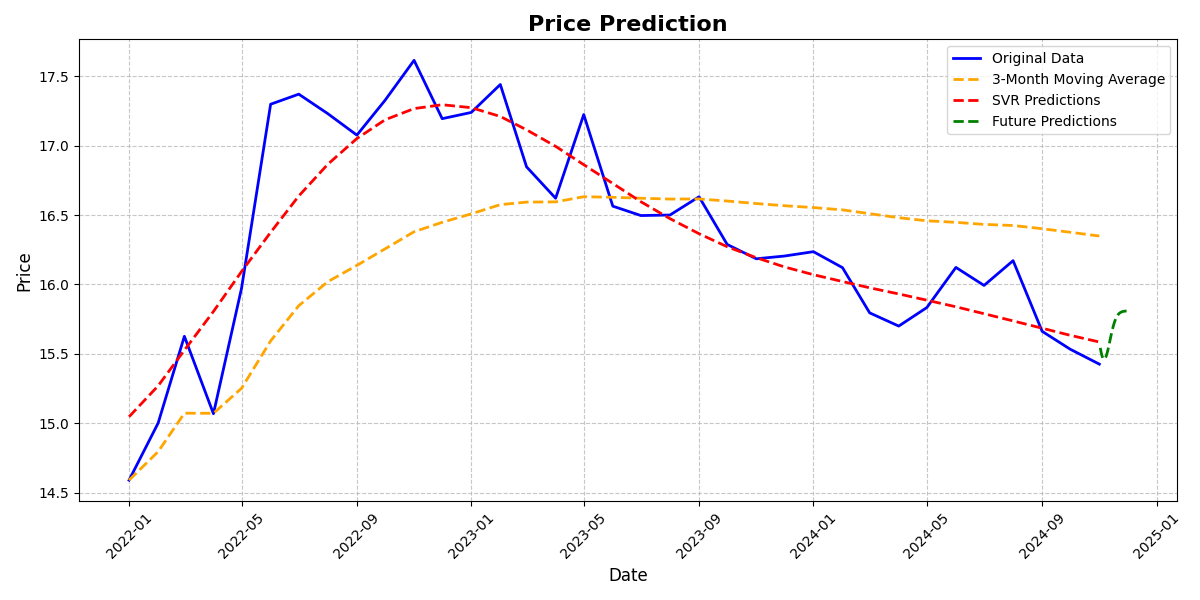 Price Prediction
Original Data
3-Month Moving Average
SVR Predictions
Future Predictions
Price
17.5
17.0
16.5
16.0
15.5
15.0
14.5
2022-01
2022-05
2022-09
2023-01
2023-05
2023-09
2024-01
2024-05
2024-09
2025-01
Date